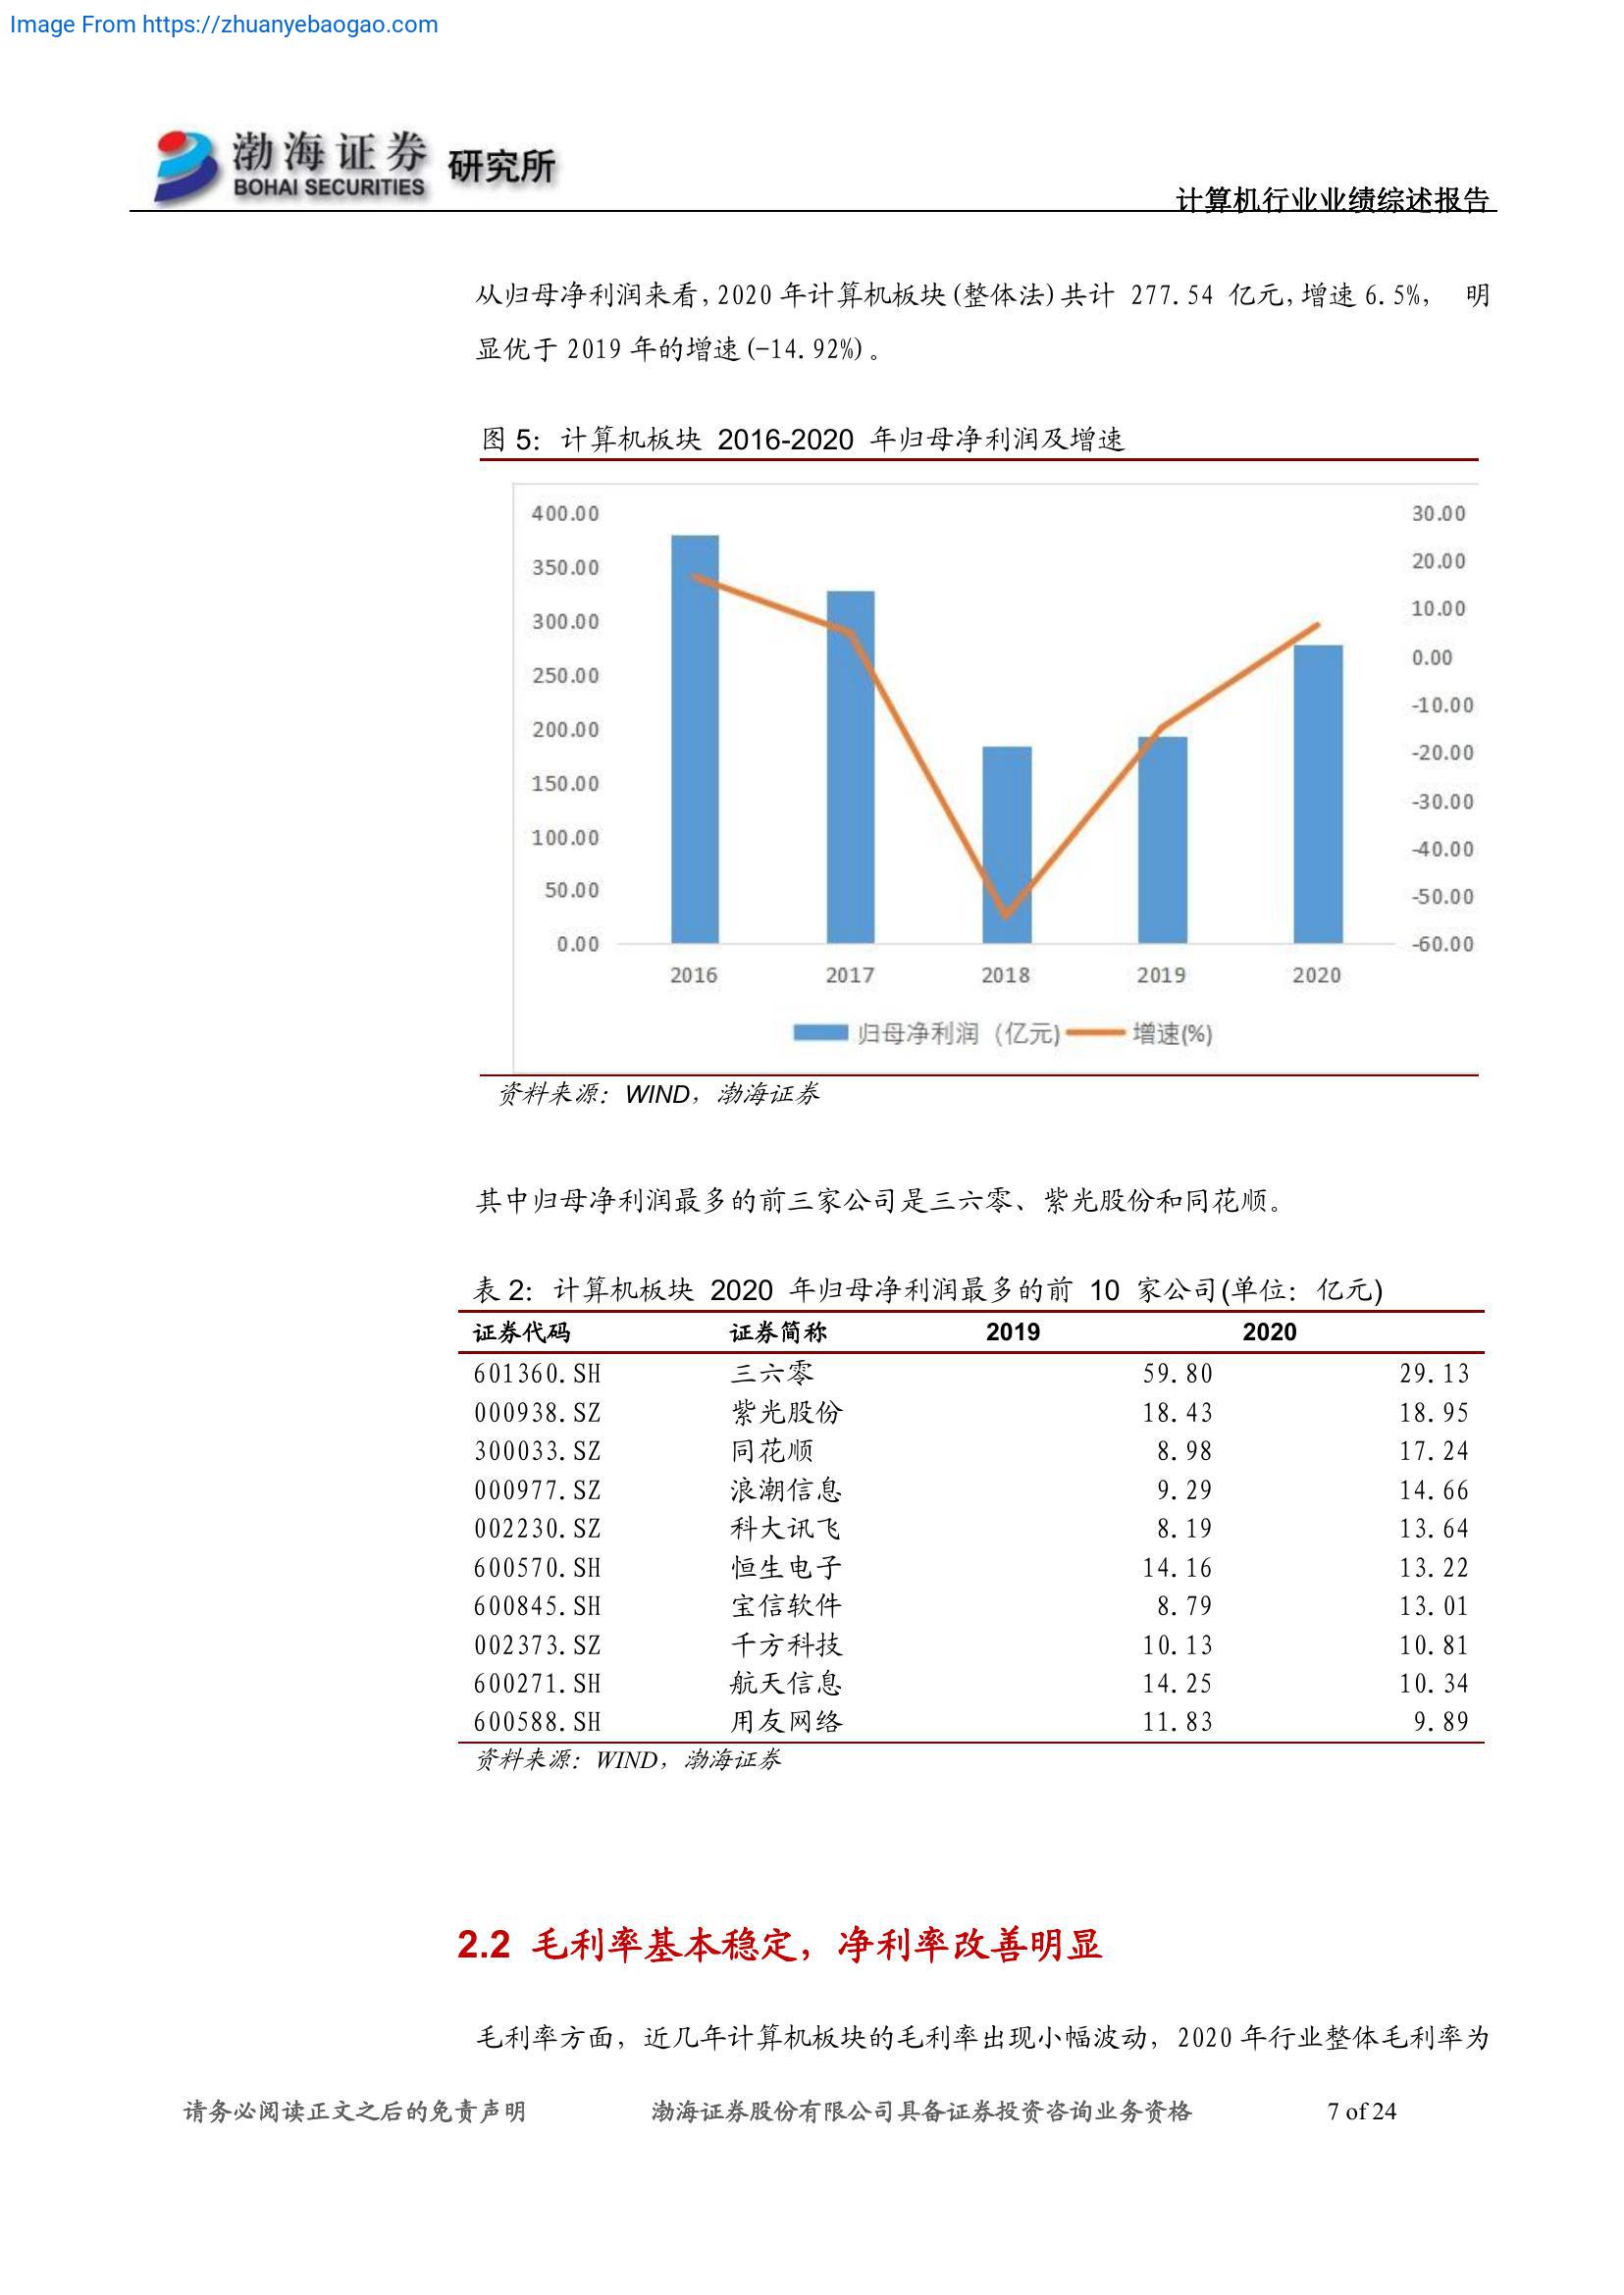 Image From https://zhuanyebaogao.com
渤海证券 研究所
BOHAI SECURITIES
计算机行业业绩综述报告
从归母净利润来看,2020 年计算机板块(整体法)共计 277.54 亿元,增速 6.5%, 明
显优于 2019 年的增速(-14.92%)。
图 5：计算机板块 2016-2020 年归母净利润及增速
400.00 30.00
350.00 20.00
300.00 10.00
250.00 0.00
200.00 -10.00
150.00 -20.00
100.00 -30.00
50.00 -40.00
0.00 -50.00
-60.00
2016 2017 2018 2019 2020
归母净利润（亿元) 增速(%)
资料来源：WIND，渤海证券
其中归母净利润最多的前三家公司是三六零、紫光股份和同花顺。
表 2：计算机板块 2020 年归母净利润最多的前 10 家公司(单位：亿元)
证券代码 证券简称 2019 2020
601360.SH 三六零 59.80 29.13
000938.SZ 紫光股份 18.43 18.95
300033.SZ 同花顺 8.98 17.24
000977.SZ 浪潮信息 9.29 14.66
002230.SZ 科大讯飞 8.19 13.64
600570.SH 恒生电子 14.16 13.22
600845.SH 宝信软件 8.79 13.01
002373.SZ 千方科技 10.13 10.81
600271.SH 航天信息 14.25 10.34
600588.SH 用友网络 11.83 9.89
资料来源：WIND，渤海证券
2.2 毛利率基本稳定，净利率改善明显
毛利率方面，近几年计算机板块的毛利率出现小幅波动，2020 年行业整体毛利率为
请务必阅读正文之后的免责声明 渤海证券股份有限公司具备证券投资咨询业务资格 7 of 24